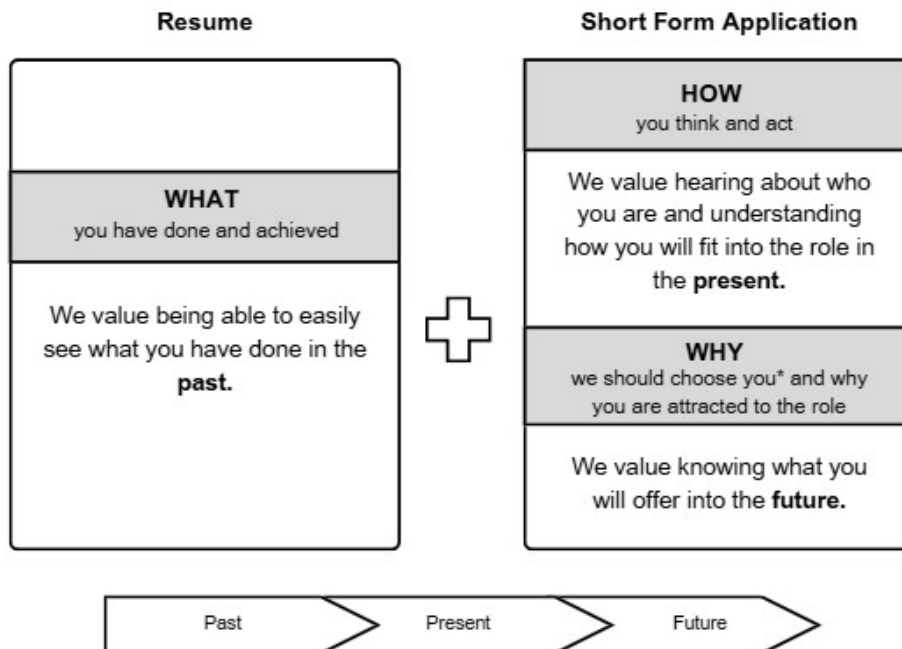 Resume
WHAT
you have done and achieved
We value being able to easily
see what you have done in the
past.
Short Form Application
HOW
you think and act
We value hearing about who
you are and understanding
how you will fit into the role in
the present.
WHY
we should choose you* and why
you are attracted to the role
We value knowing what you
will offer into the future.
Past
Present
Future